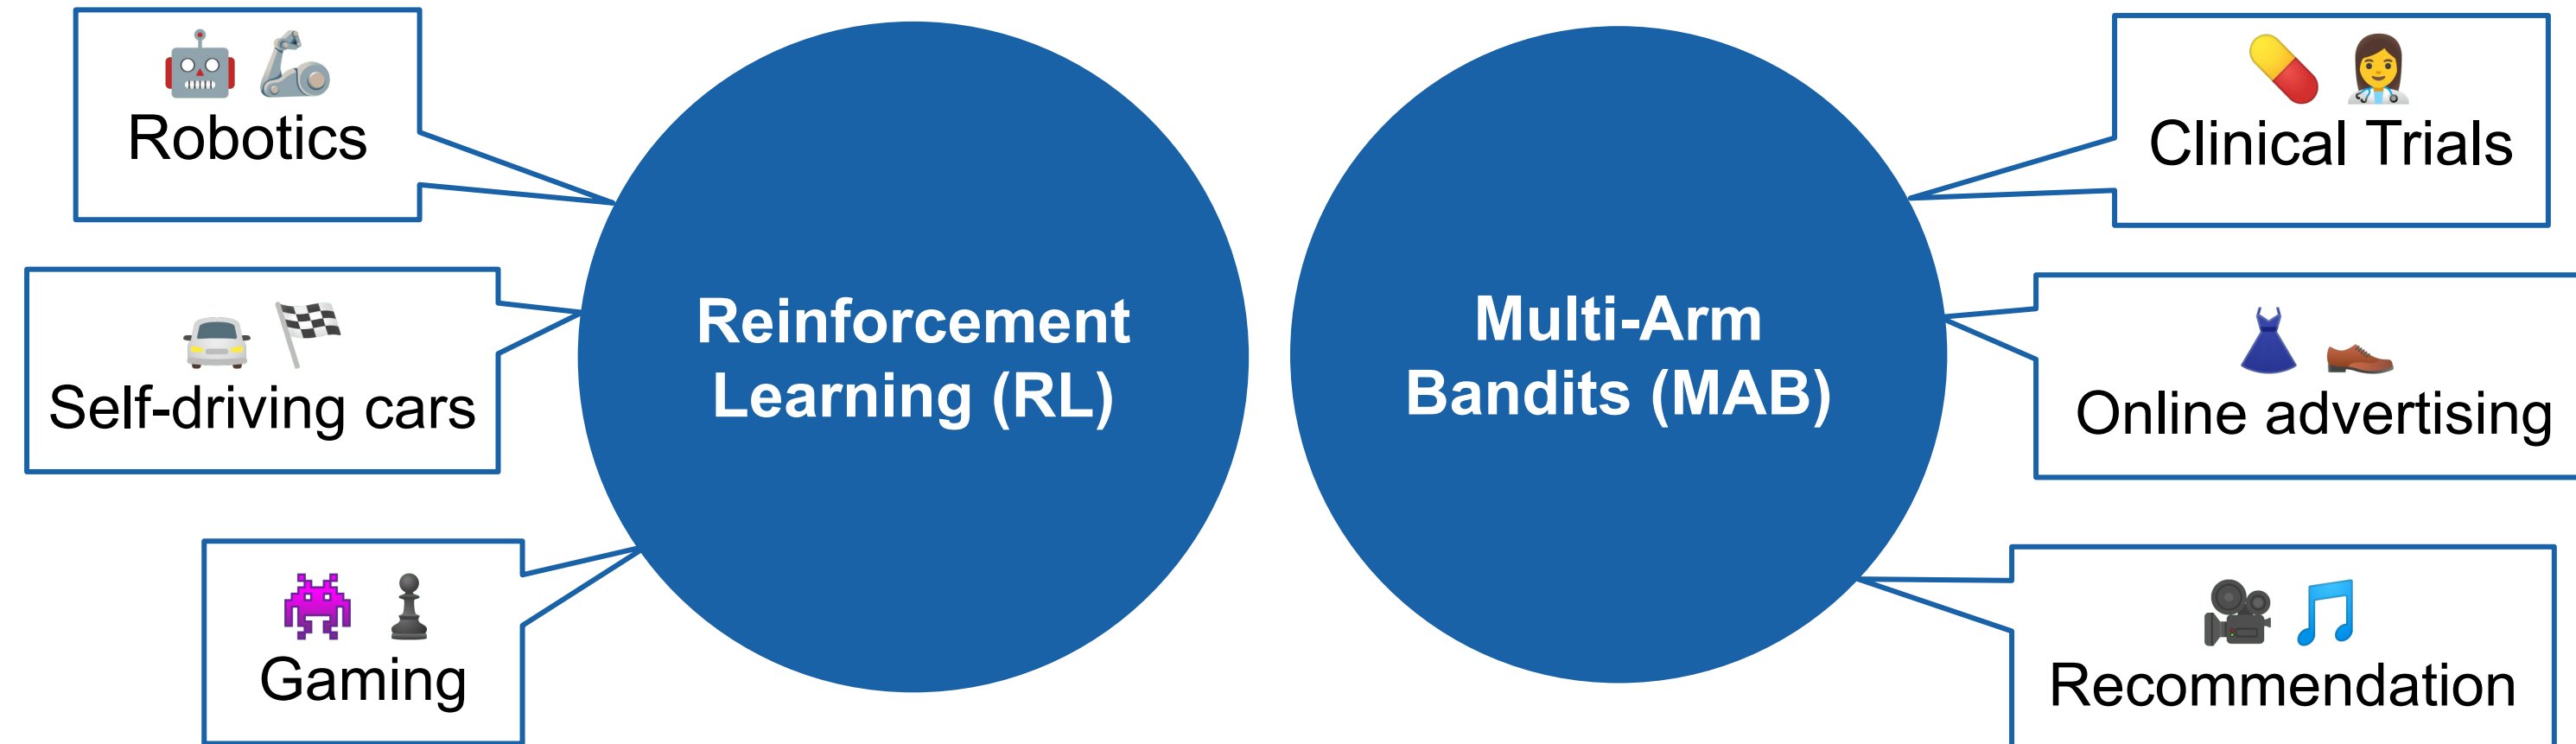 Robotics
Self-driving cars
Gaming
Reinforcement
Learning (RL)
Multi-Arm
Bandits (MAB)
Clinical Trials
Online advertising
Recommendation